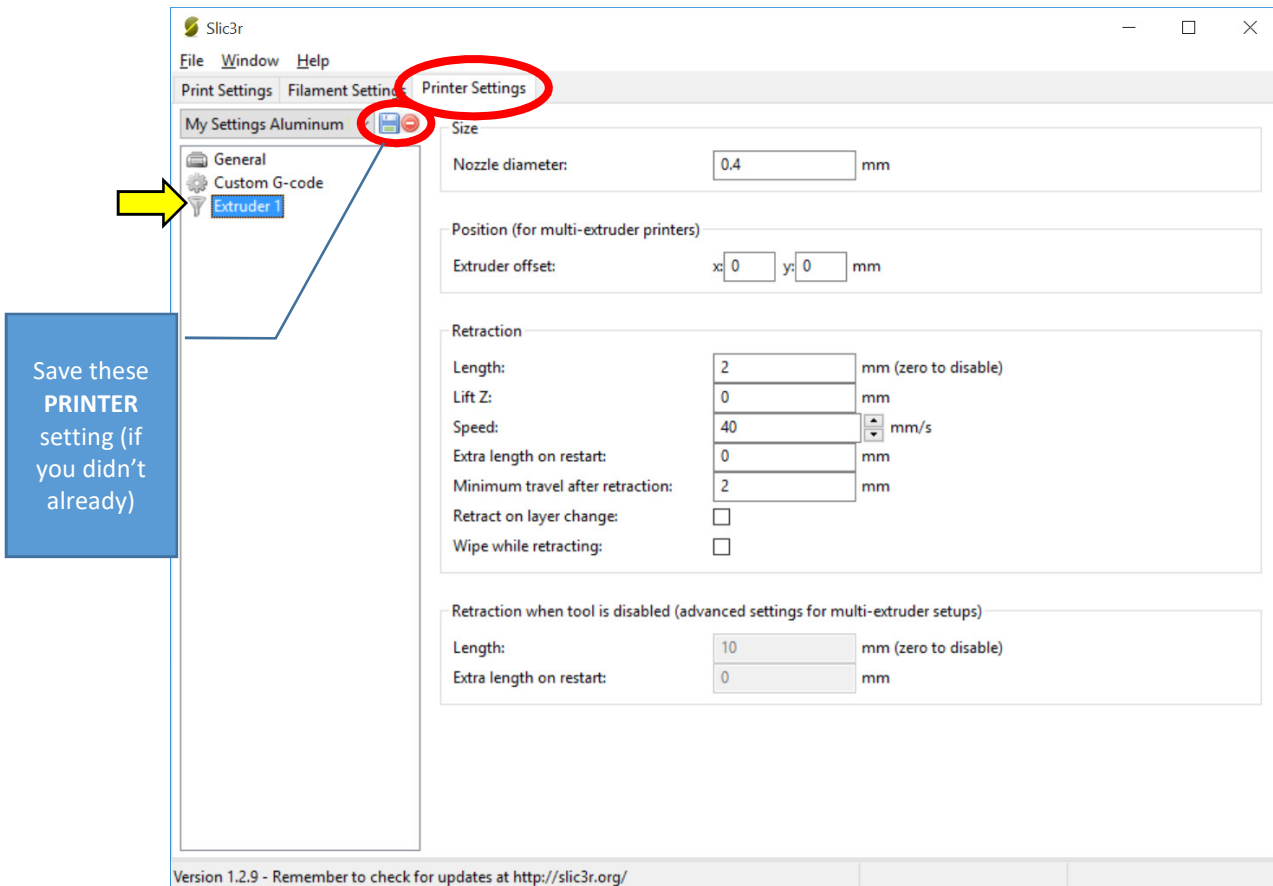 Slic3r
File Window Help
Print Settings Filament Settings Printer Settings
My Settings Aluminum
General
Custom G-code
Extruder 1
Size
Nozzle diameter: 0.4 mm
Position (for multi-extruder printers)
Extruder offset: x: 0 y: 0 mm
Retraction
Length: 2 mm (zero to disable)
Lift Z: 0 mm
Speed: 40 mm/s
Extra length on restart: 0 mm
Minimum travel after retraction: 2 mm
Retract on layer change:
Wipe while retracting:
Retraction when tool is disabled (advanced settings for multi-extruder setups)
Length: 10 mm (zero to disable)
Extra length on restart: 0 mm
Save these
PRINTER
setting (if
you didn’t
already)
Version 1.2.9 - Remember to check for updates at http://slic3r.org/